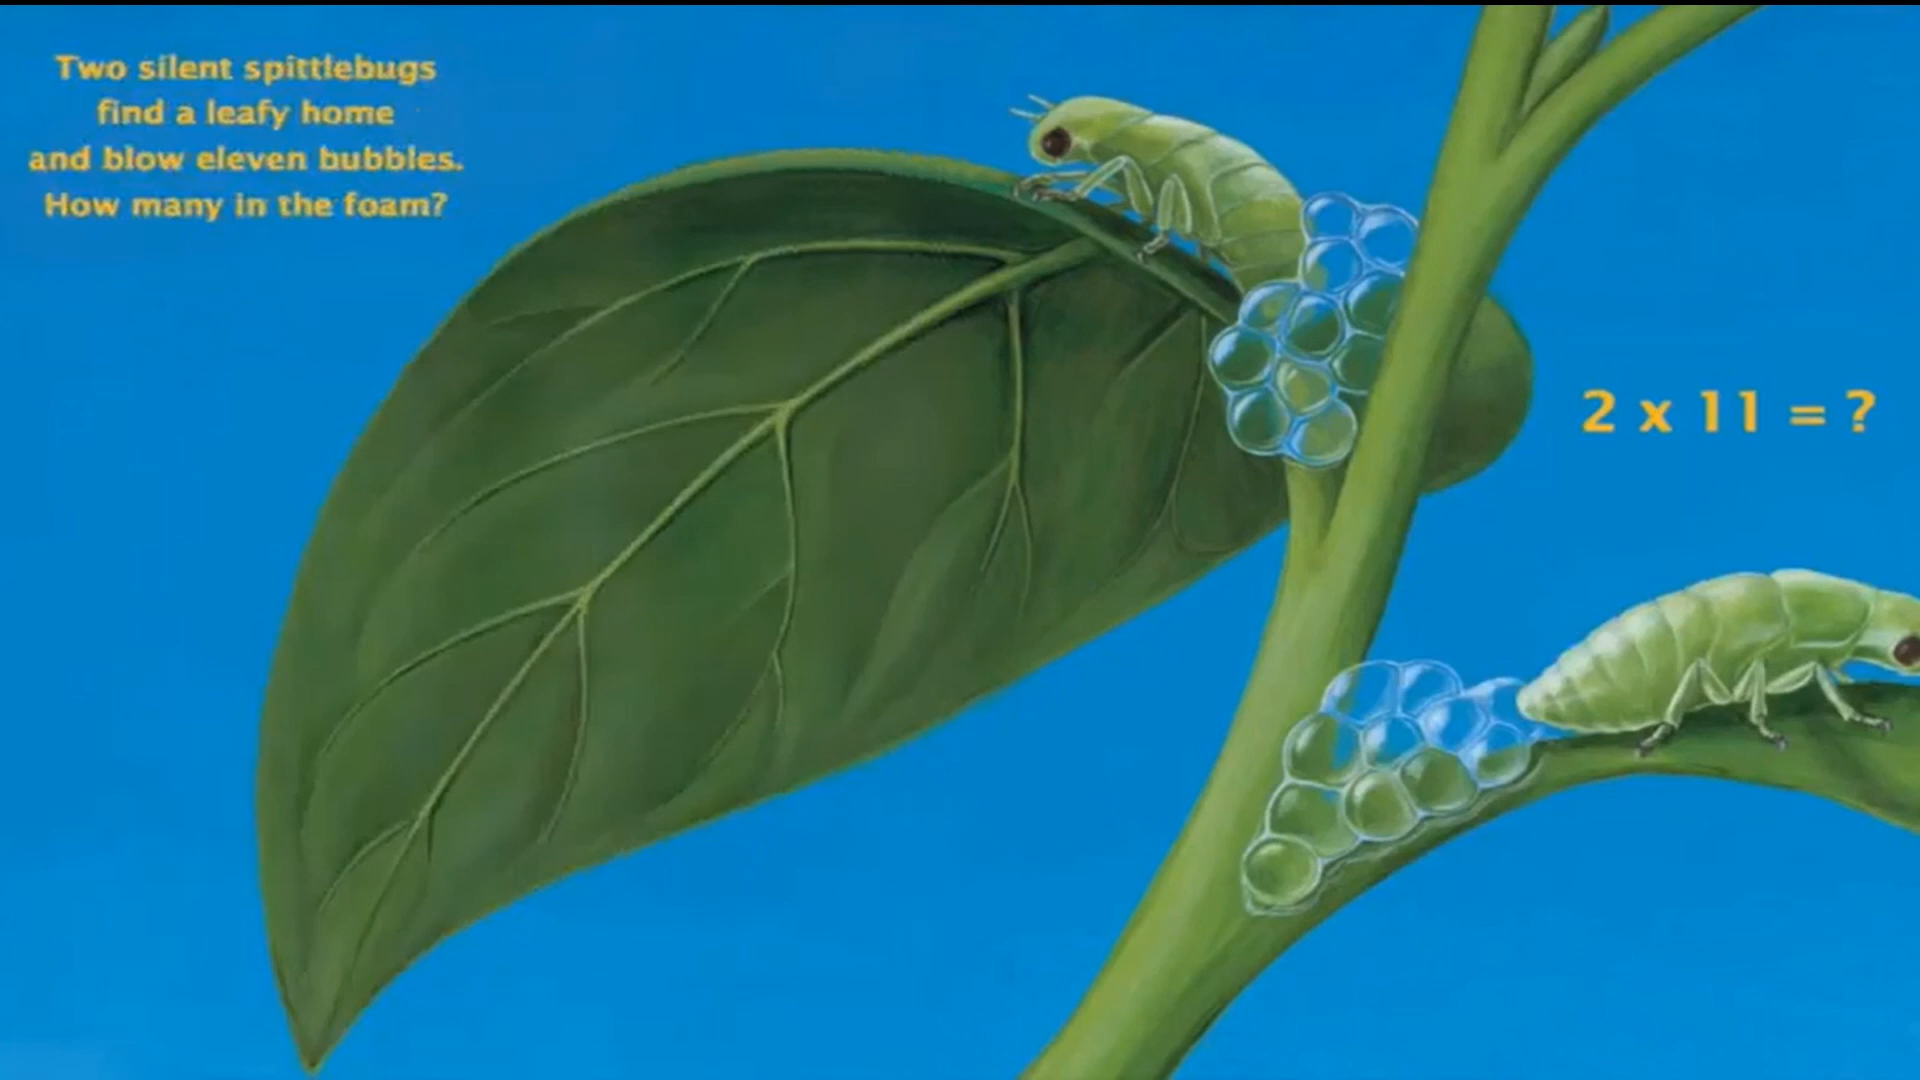 Two silent spittlebugs
find a leafy home
and blow eleven bubbles.
How many in the foam?
2 x 11 = ?